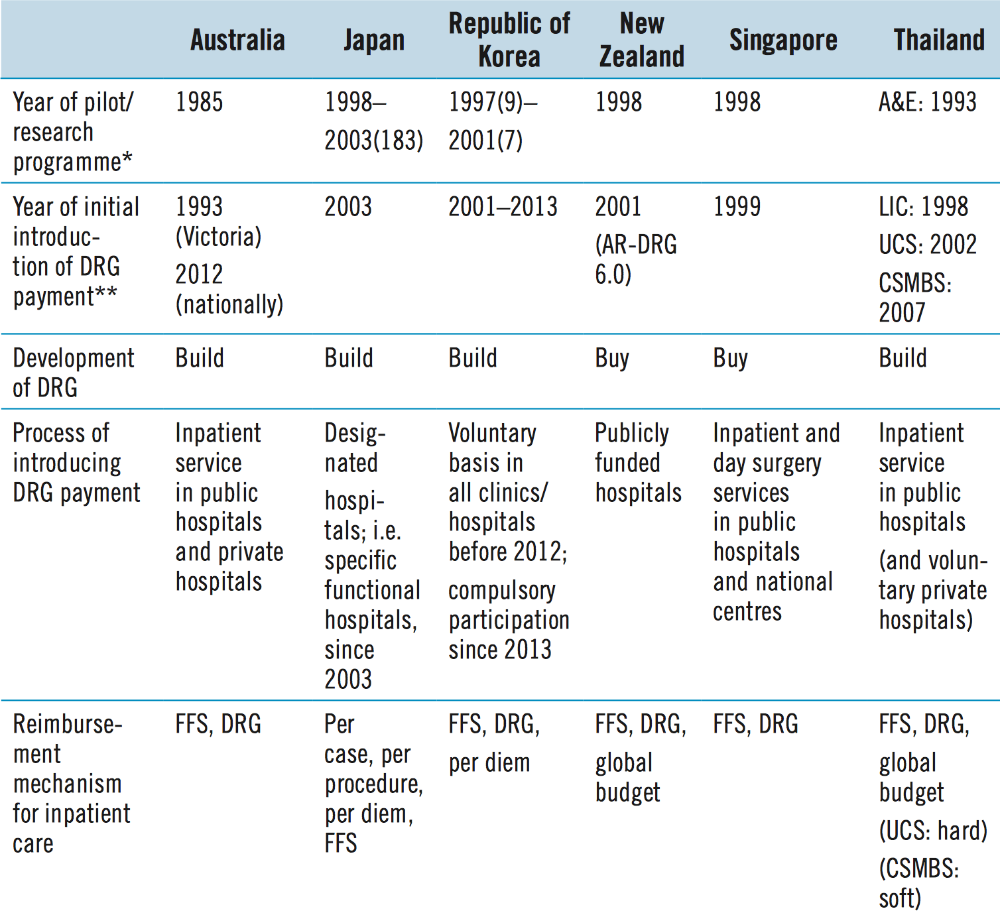 Australia
Japan
Republic of
Korea
New
Zealand
Singapore
Thailand
Year of pilot/
research
programme*
1985
1998–
2003(183)
1997(9)–
2001(7)
1998
1998
A&E: 1993
Year of initial
introduc-
tion of DRG
payment**
1993
(Victoria)
2012
(nationally)
2003
2001–2013
2001
(AR-DRG
6.0)
1999
LIC: 1998
UCS: 2002
CSMBS:
2007
Development
of DRG
Build
Build
Build
Buy
Buy
Build
Process of
introducing
DRG payment
Inpatient
service
in public
hospitals
and private
hospitals
Desig-
nated
hospi-
tals; i.e.
specific
functional
hospitals,
since
2003
Voluntary
basis in
all clinics/
hospitals
before 2012;
compulsory
participation
since 2013
Publicly
funded
hospitals
Inpatient and
day surgery
services
in public
hospitals
and national
centres
Inpatient
service
in public
hospitals
(and volun-
tary private
hospitals)
Reimburse-
ment
mechanism
for inpatient
care
FFS, DRG
Per
case, per
procedure,
per diem,
FFS
FFS, DRG,
per diem
FFS, DRG,
global
budget
FFS, DRG
FFS, DRG,
global
budget
(UCS: hard)
(CSMBS:
soft)